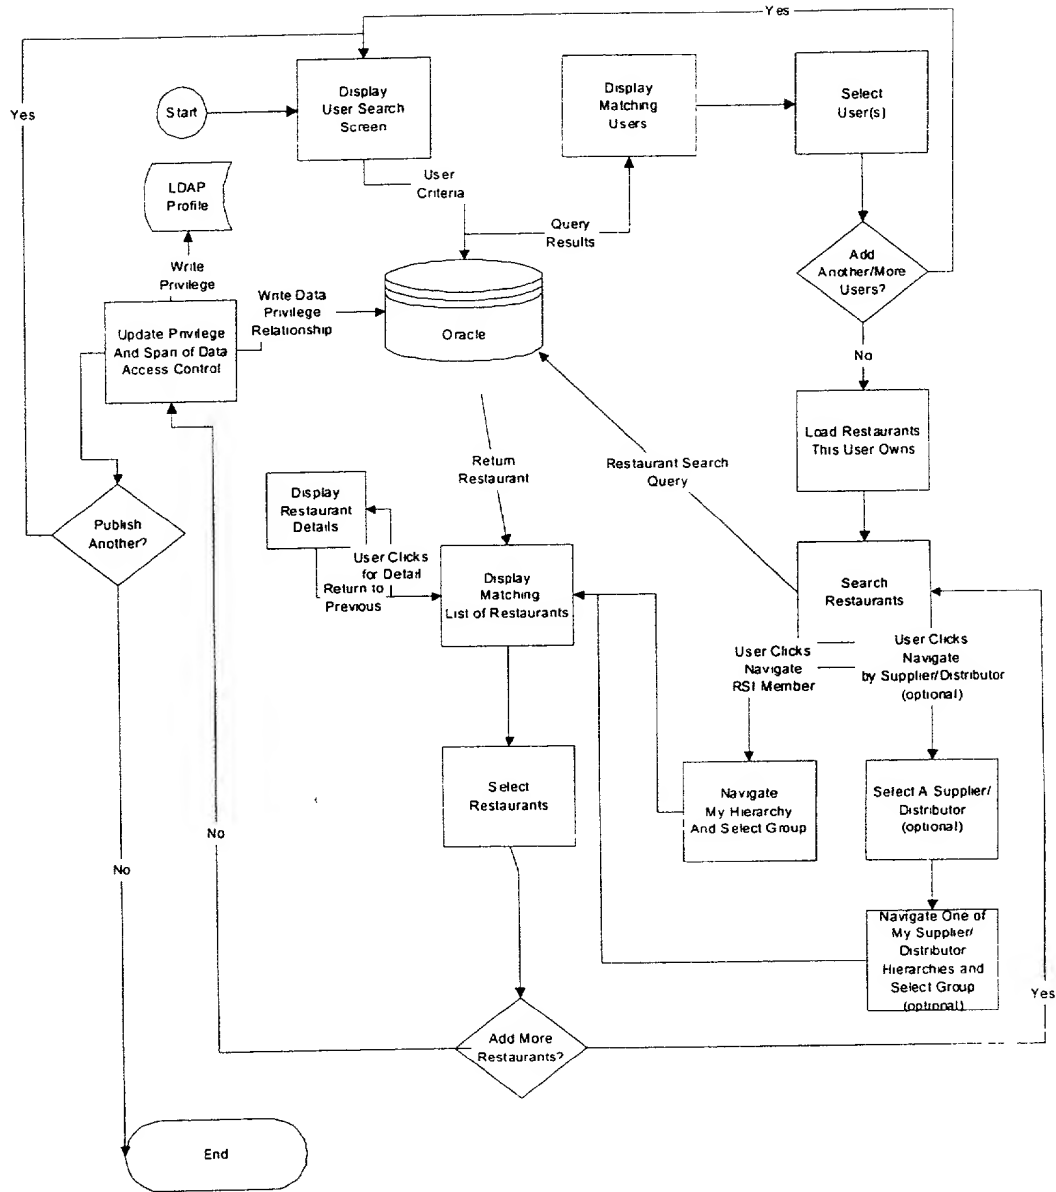 Yes
Yes
Start
Display
User Search
Screen
Display
Matching
Users
Select
User(s)
LDAP
Profile
User
Criteria
Query
Results
Add
Another/More
Users?
Write
Privilege
Write Data
Privilege
Relationship
Update Privilege
And Span of Data
Access Control
Oracle
No
Load Restaurants
This User Owns
Return
Restaurant
Restaurant Search
Query
Display
Restaurant
Details
Publish
Another?
User Clicks
for Detail
Return to
Previous
Display
Matching
List of Restaurants
Search
Restaurants
User Clicks
Navigate
RSI Member
User Clicks
Navigate
by Supplier/Distributor
(optional)
Select
Restaurants
Navigate
My Hierarchy
And Select Group
Select A Supplier/
Distributor
(optional)
No
No
Navigate One of
My Supplier/
Distributor
Hierarchies and
Select Group
(optional)
Yes
Add More
Restaurants?
End